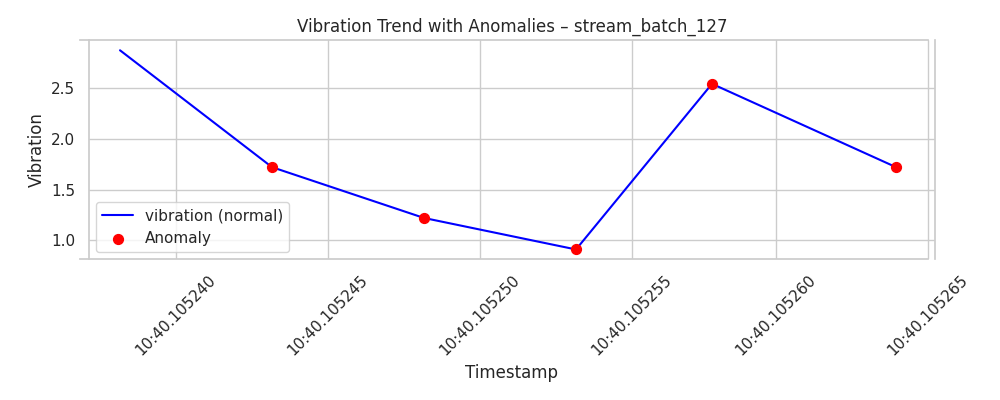 Vibration Trend with Anomalies – stream_batch_127
Vibration
2.5
2.0
1.5
1.0
vibration (normal)
Anomaly
10:40.105240
10:40.105245
10:40.105250
10:40.105255
10:40.105260
10:40.105265
Timestamp